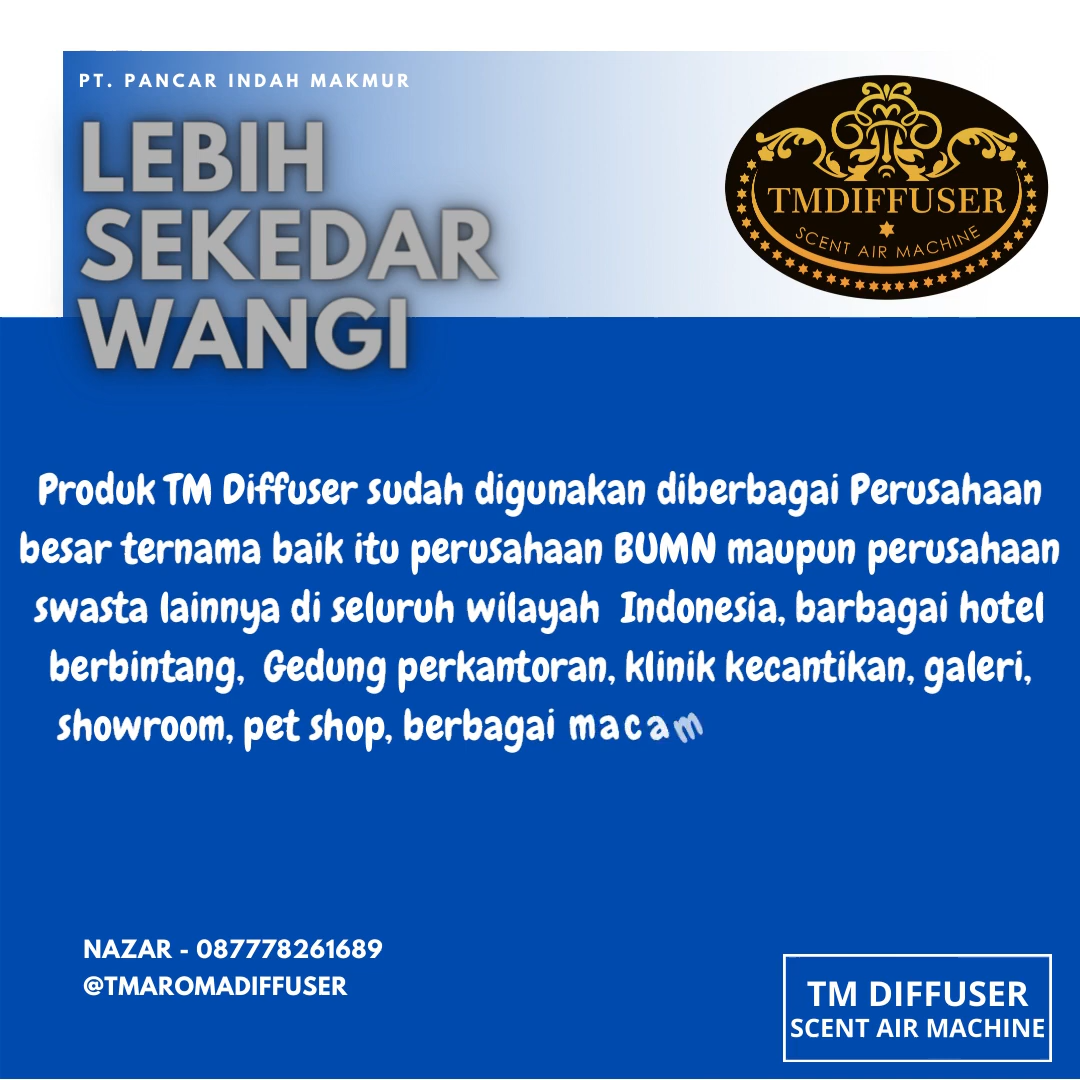 PT. PANCAR INDAH MAKMUR
LEBIH
SEKEDAR
WANGI
TMDIFFUSER
SCENT AIR MACHINE
Produk TM Diffuser sudah digunakan diberbagai Perusahaan
besar ternama baik itu perusahaan BUMN maupun perusahaan
swasta lainnya di seluruh wilayah Indonesia, barbagai hotel
berbintang, Gedung perkantoran, klinik kecantikan, galeri,
showroom, pet shop, berbagai macam
NAZAR - 087778261689
@TMAROMADIFFUSER
TM DIFFUSER
SCENT AIR MACHINE